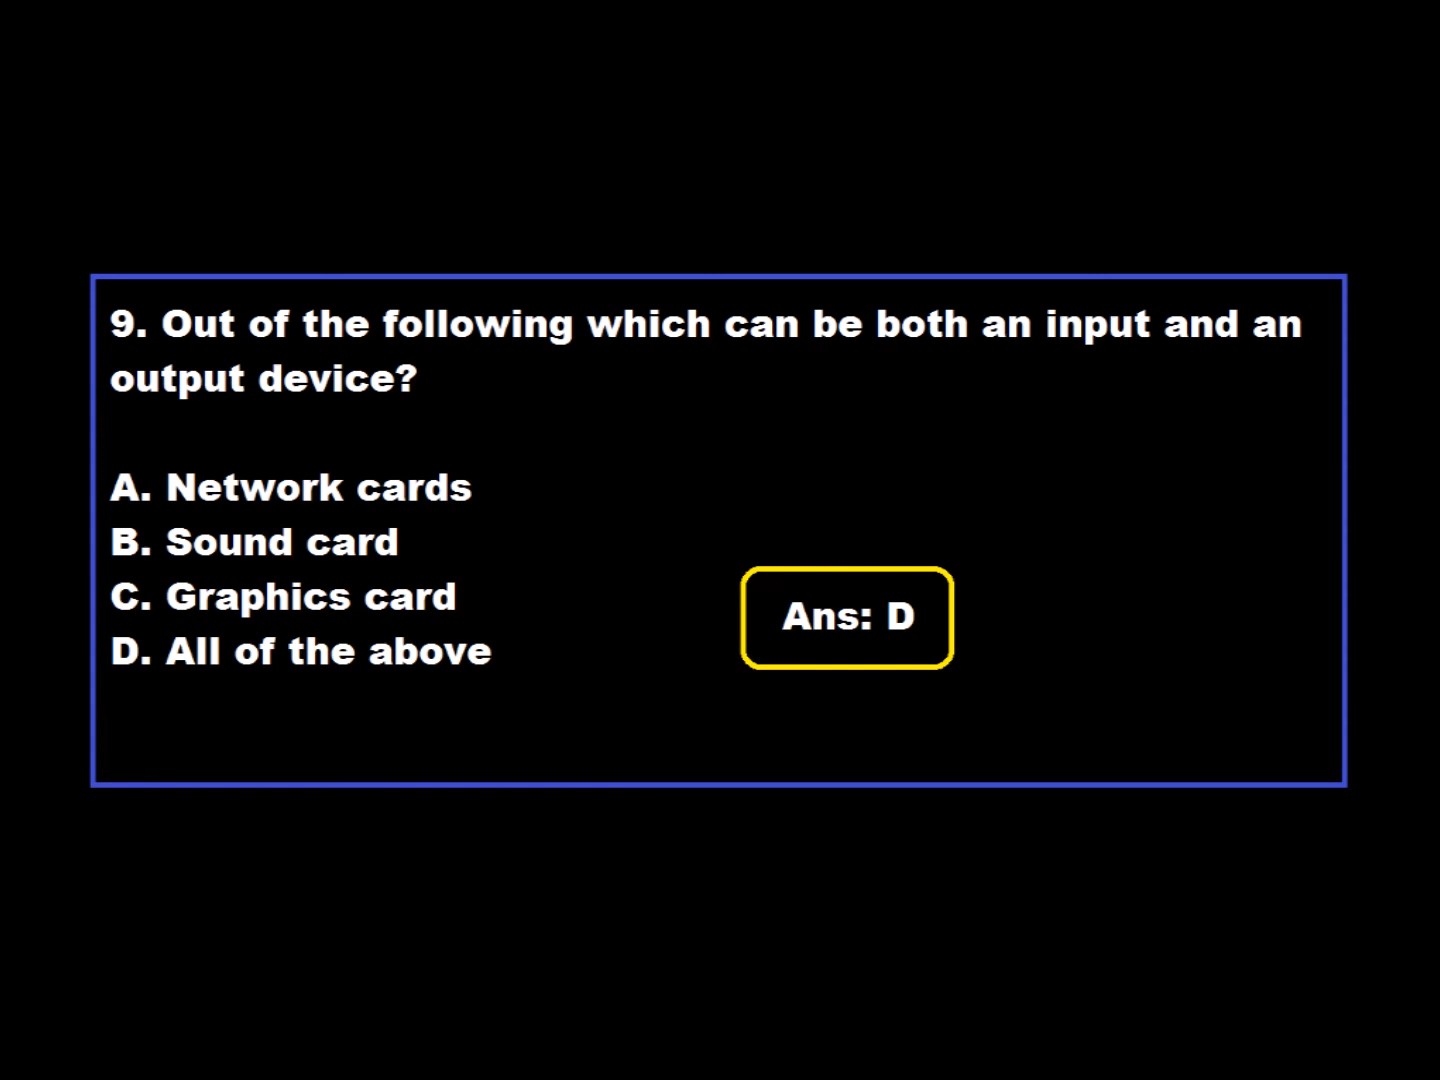 9. Out of the following which can be both an input and an
output device?
A. Network cards
B. Sound card
C. Graphics card
D. All of the above
Ans: D